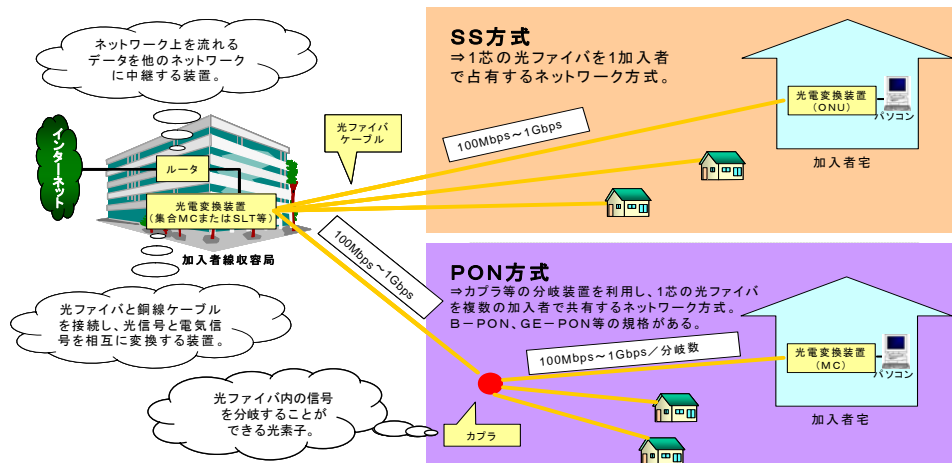 ネットワーク上を流れる
データを他のネットワーク
に中継する装置。
インターネット
ルータ
光電変換装置
(集合MCまたはSLT等)
加入者線収容局
光ファイバ
ケーブル
光ファイバと銅線ケーブル
を接続し、光信号と電気信
号を相互に変換する装置。
光ファイバ内の信号
を分岐することが
できる光素子。
カプラ
SS方式
⇒1芯の光ファイバを1加入者
で占有するネットワーク方式。
100Mbps~1Gbps
光電変換装置
(ONU)
パソコン
加入者宅
100Mbps~1Gbps
PON方式
⇒カプラ等の分岐装置を利用し、1芯の光ファイバ
を複数の加入者で共有するネットワーク方式。
B-PON、GE-PON等の規格がある。
100Mbps~1Gbps/分岐数
光電変換装置
(MC)
パソコン
加入者宅